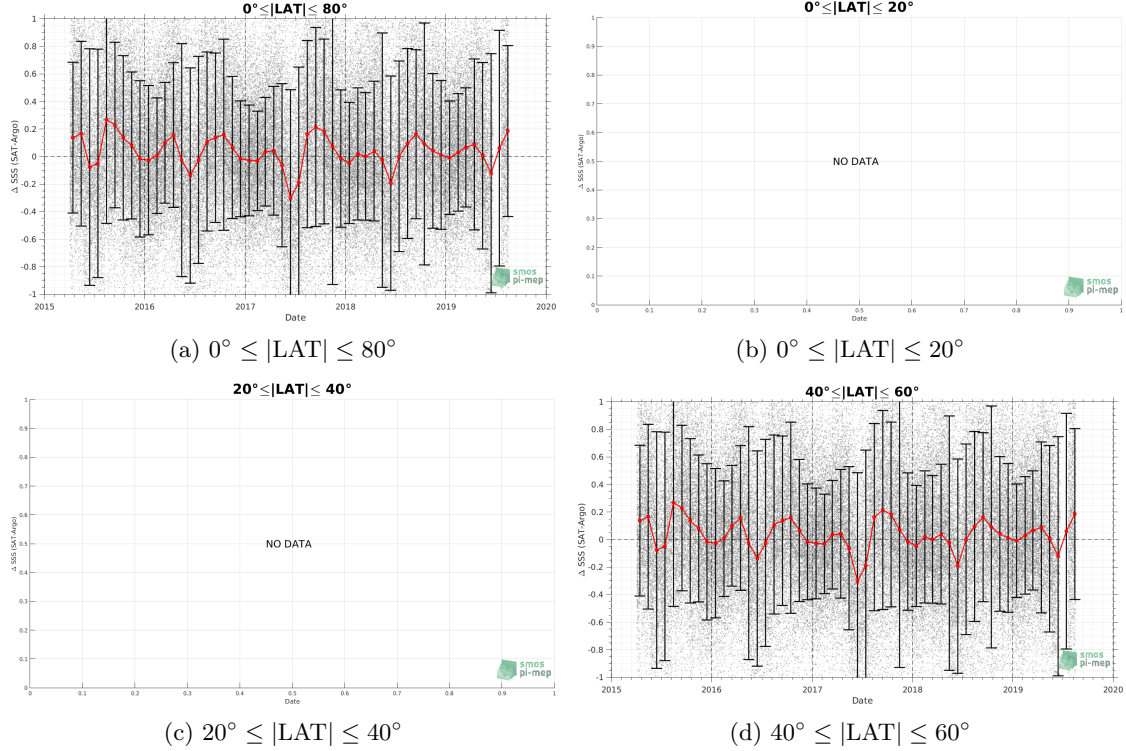 0°≤|LAT|≤ 80°
1
0.8
0.6
0.4
0.2
0
-0.2
-0.4
-0.6
-0.8
-1
Δ SSS (SAT-Argo)
2015 2016 2017 2018 2019 2020
Date
smos
pi-mep
(a) 0° ≤ |LAT| ≤ 80°
0°≤|LAT|≤ 20°
1
0.9
0.8
0.7
0.6
0.5
0.4
0.3
0.2
0.1
0
Δ SSS (SAT-Argo)
NO DATA
0 0.1 0.2 0.3 0.4 0.5 0.6 0.7 0.8 0.9 1
Date
smos
pi-mep
(b) 0° ≤ |LAT| ≤ 20°
20°≤|LAT|≤ 40°
1
0.9
0.8
0.7
0.6
0.5
0.4
0.3
0.2
0.1
0
Δ SSS (SAT-Argo)
NO DATA
0 0.1 0.2 0.3 0.4 0.5 0.6 0.7 0.8 0.9 1
Date
smos
pi-mep
(c) 20° ≤ |LAT| ≤ 40°
40°≤|LAT|≤ 60°
1
0.8
0.6
0.4
0.2
0
-0.2
-0.4
-0.6
-0.8
-1
Δ SSS (SAT-Argo)
2015 2016 2017 2018 2019 2020
Date
smos
pi-mep
(d) 40° ≤ |LAT| ≤ 60°